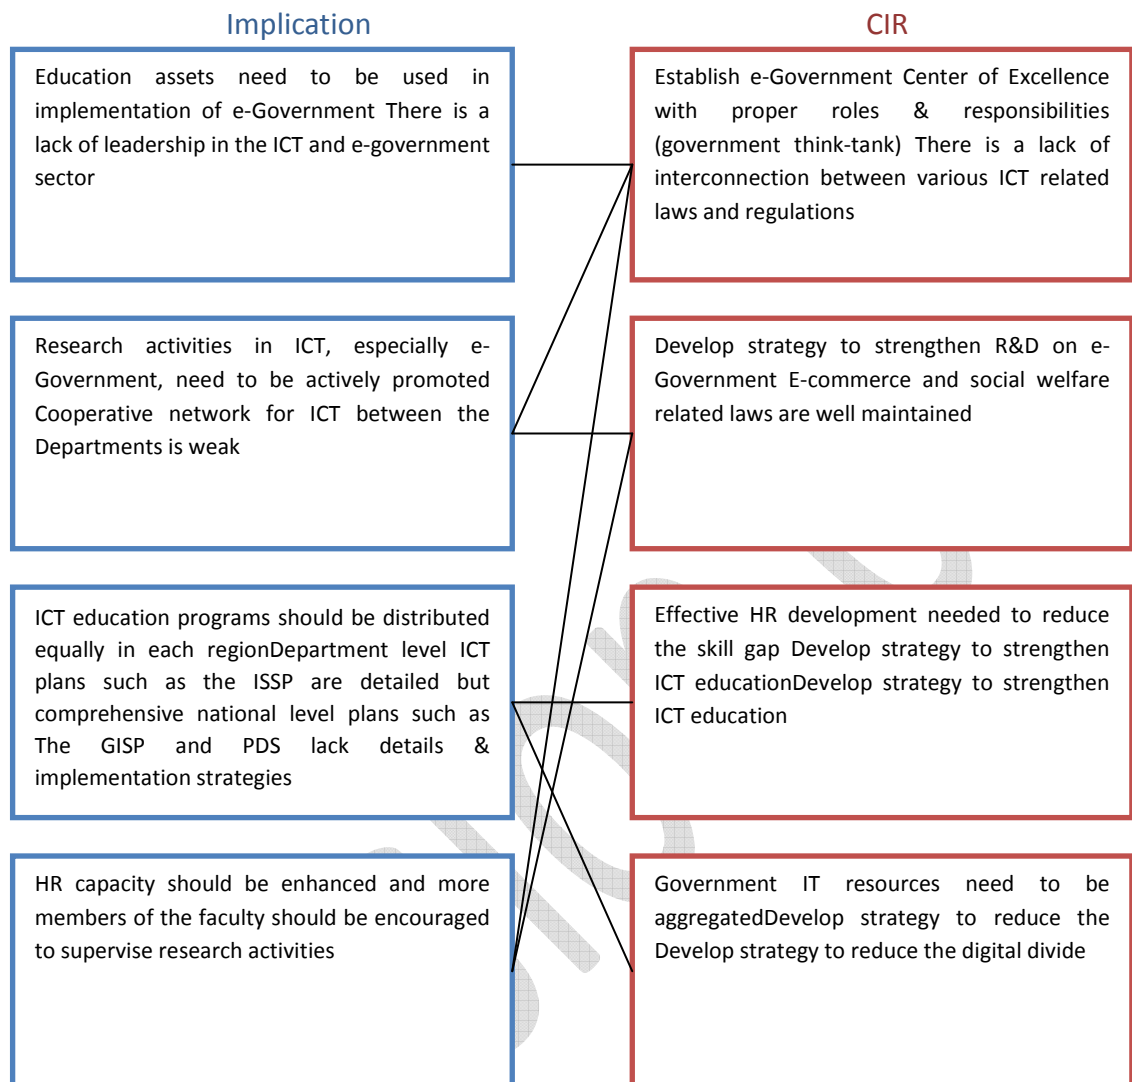 Implication
CIR
Education assets need to be used in
implementation of e-Government There is a
lack of leadership in the ICT and e-government
sector
Establish e-Government Center of Excellence
with proper roles & responsibilities
(government think-tank) There is a lack of
interconnection between various ICT related
laws and regulations
Research activities in ICT, especially e-
Government, need to be actively promoted
Cooperative network for ICT between the
Departments is weak
Develop strategy to strengthen R&D on e-
Government E-commerce and social welfare
related laws are well maintained
ICT education programs should be distributed
equally in each regionDepartment level ICT
plans such as the ISSP are detailed but
comprehensive national level plans such as
The GISP and PDS lack details &
implementation strategies
Effective HR development needed to reduce
the skill gap Develop strategy to strengthen
ICT educationDevelop strategy to strengthen
ICT education
HR capacity should be enhanced and more
members of the faculty should be encouraged
to supervise research activities
Government IT resources need to be
aggregatedDevelop strategy to reduce the
Develop strategy to reduce the digital divide